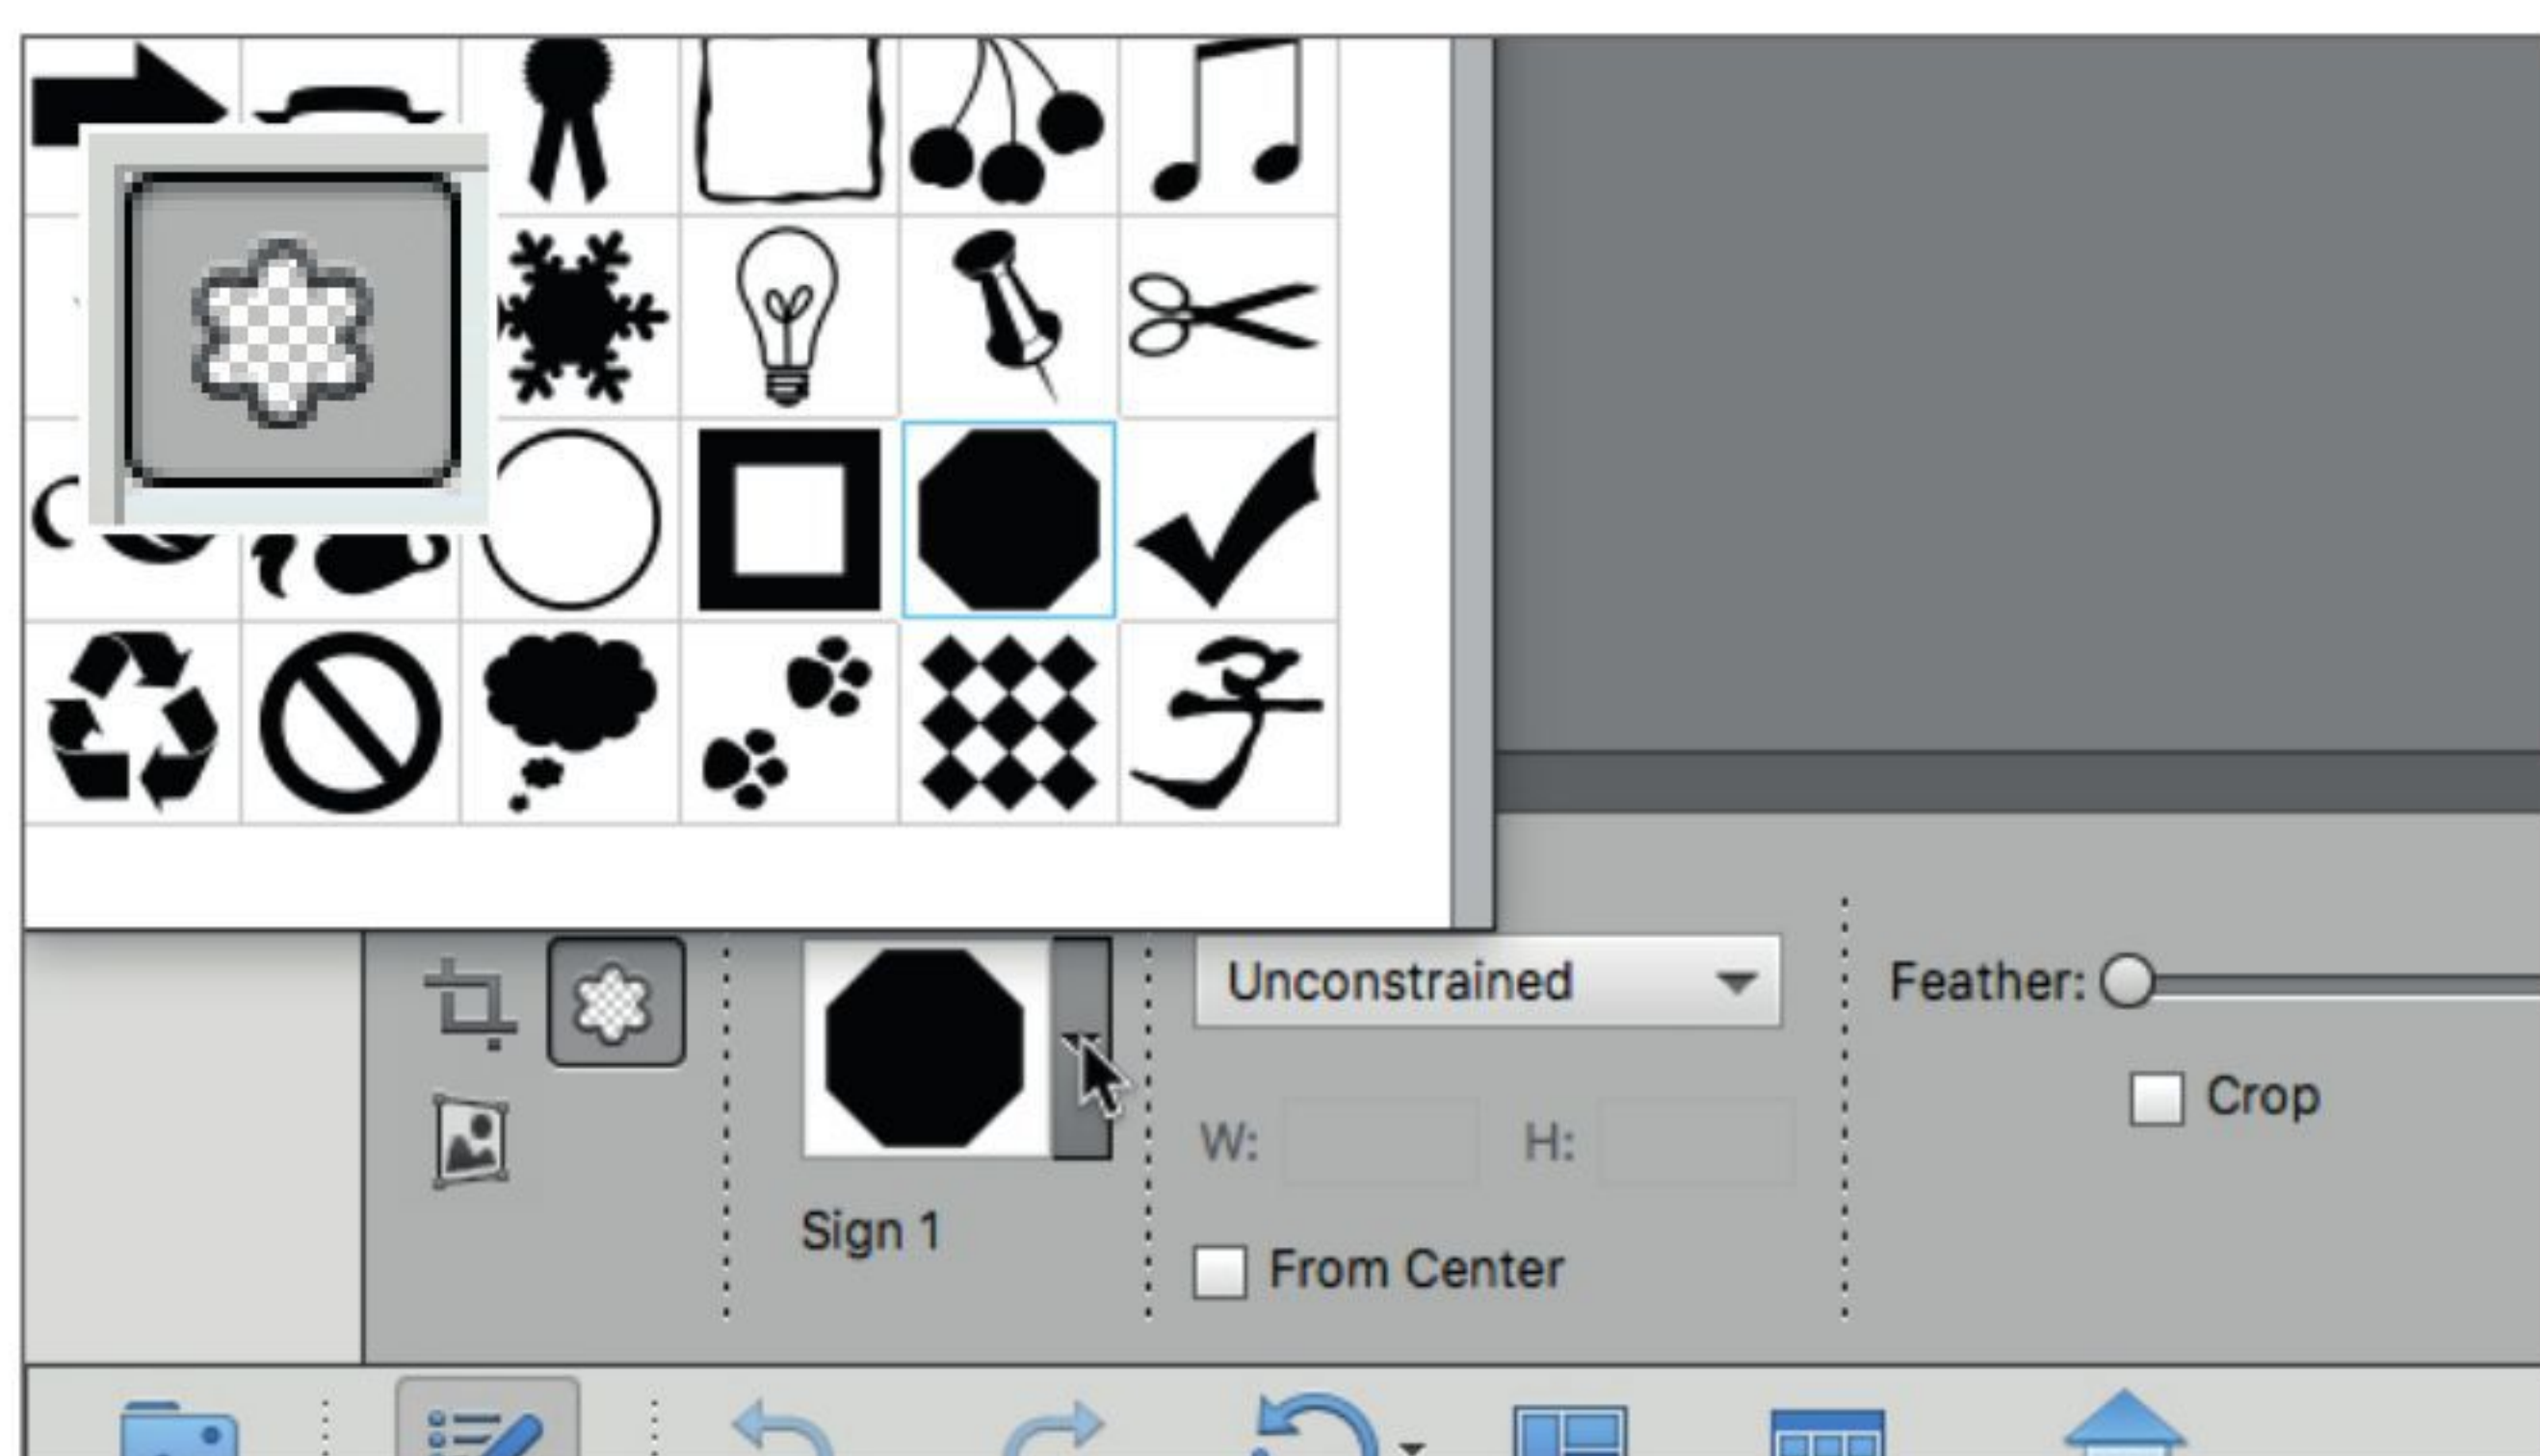 Unconstrained
Feather:
Crop
W: H:
Sign 1
From Center